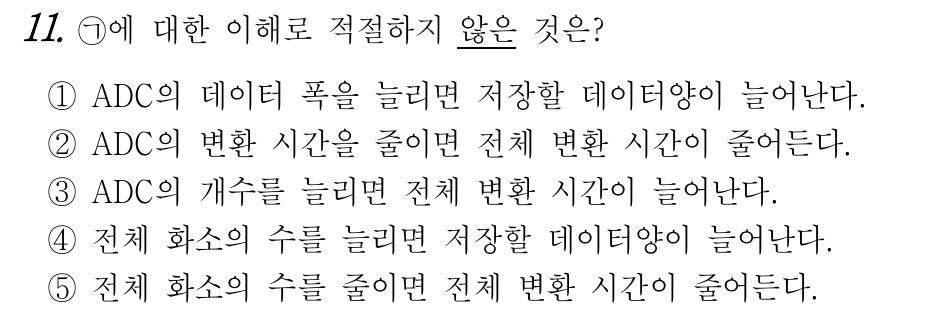 11. ㉠에 대한 이해로 적절하지 않은 것은?
① ADC의 데이터 폭을 늘리면 저장할 데이터양이 늘어난다.
② ADC의 변환 시간을 줄이면 전체 변환 시간이 줄어든다.
③ ADC의 개수를 늘리면 전체 변환 시간이 늘어난다.
④ 전체 화소의 수를 늘리면 저장할 데이터양이 늘어난다.
⑤ 전체 화소의 수를 줄이면 전체 변환 시간이 줄어든다.